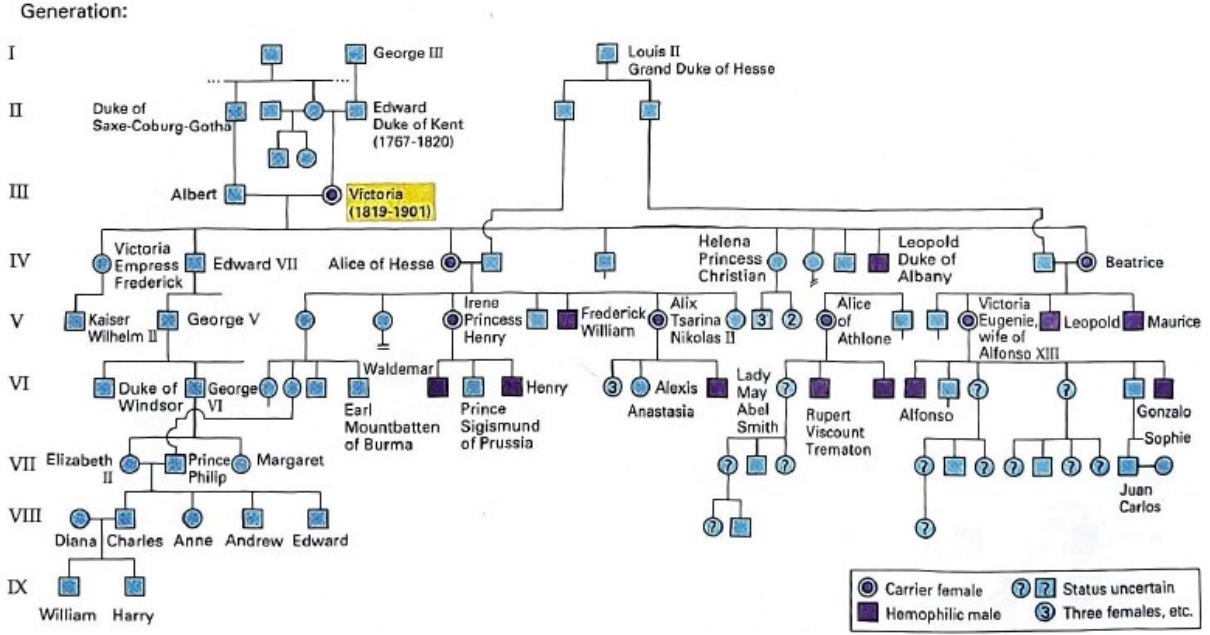 Generation:
I
George III
Louis II
Grand Duke of Hesse
II
Duke of
Saxe-Coburg-Gotha
Edward
Duke of Kent
(1767-1820)
III
Albert
Victoria
(1819-1901)
IV
Victoria
Empress
Frederick
Edward VII
Alice of Hesse
Helena
Princess
Christian
Leopold
Duke of
Albany
Beatrice
V
Kaiser
Wilhelm II
George V
Irene
Princess
Henry
Frederick
William
Alix
Tsarina
Nikolas II
3
2
Alice
of
Athlone
Victoria
Eugenie,
wife of
Alfonso XIII
Leopold
Maurice
VI
Duke of
Windsor
George
VI
Earl
Mountbatten
of Burma
Waldemar
Prince
Sigismund
of Prussia
Henry
3
Anastasia
Alexis
Lady
May
Abel
Smith
?
Rupert
Viscount
Trematon
Alfonso
?
?
Gonzalo
VII
Elizabeth
II
Prince
Philip
Margaret
?
?
?
?
?
?
?
Sophie
Juan
Carlos
VIII
Diana
Charles
Anne
Andrew
Edward
?
?
IX
William
Harry
Carrier female
Hemophilic male
? ? Status uncertain
3 Three females, etc.